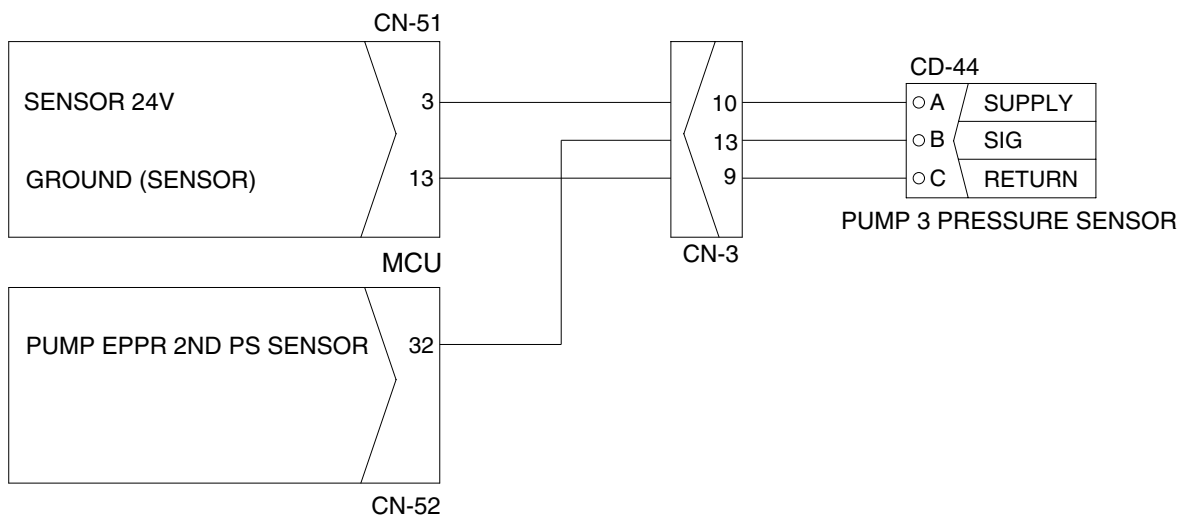 CN-51
SENSOR 24V 3
GROUND (SENSOR) 13
MCU
PUMP EPPR 2ND PS SENSOR 32
CN-52
10
13
9
CN-3
CD-44
A SUPPLY
B SIG
C RETURN
PUMP 3 PRESSURE SENSOR